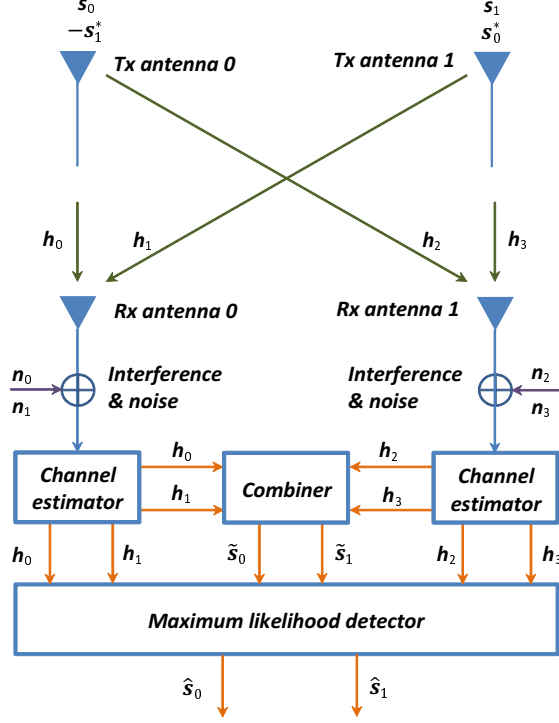 s₀ s₁
−s₁* s₀*
Tx antenna 0 Tx antenna 1
h₀ h₁ h₂ h₃
Rx antenna 0 Rx antenna 1
n₀ Interference Interference n₂
n₁ & noise & noise n₃
Channel estimator h₀ Combiner h₂ Channel estimator
h₁ h₃
h₀ h₁ s̃₀ s̃₁ h₂ h₃
Maximum likelihood detector
ŝ₀ ŝ₁